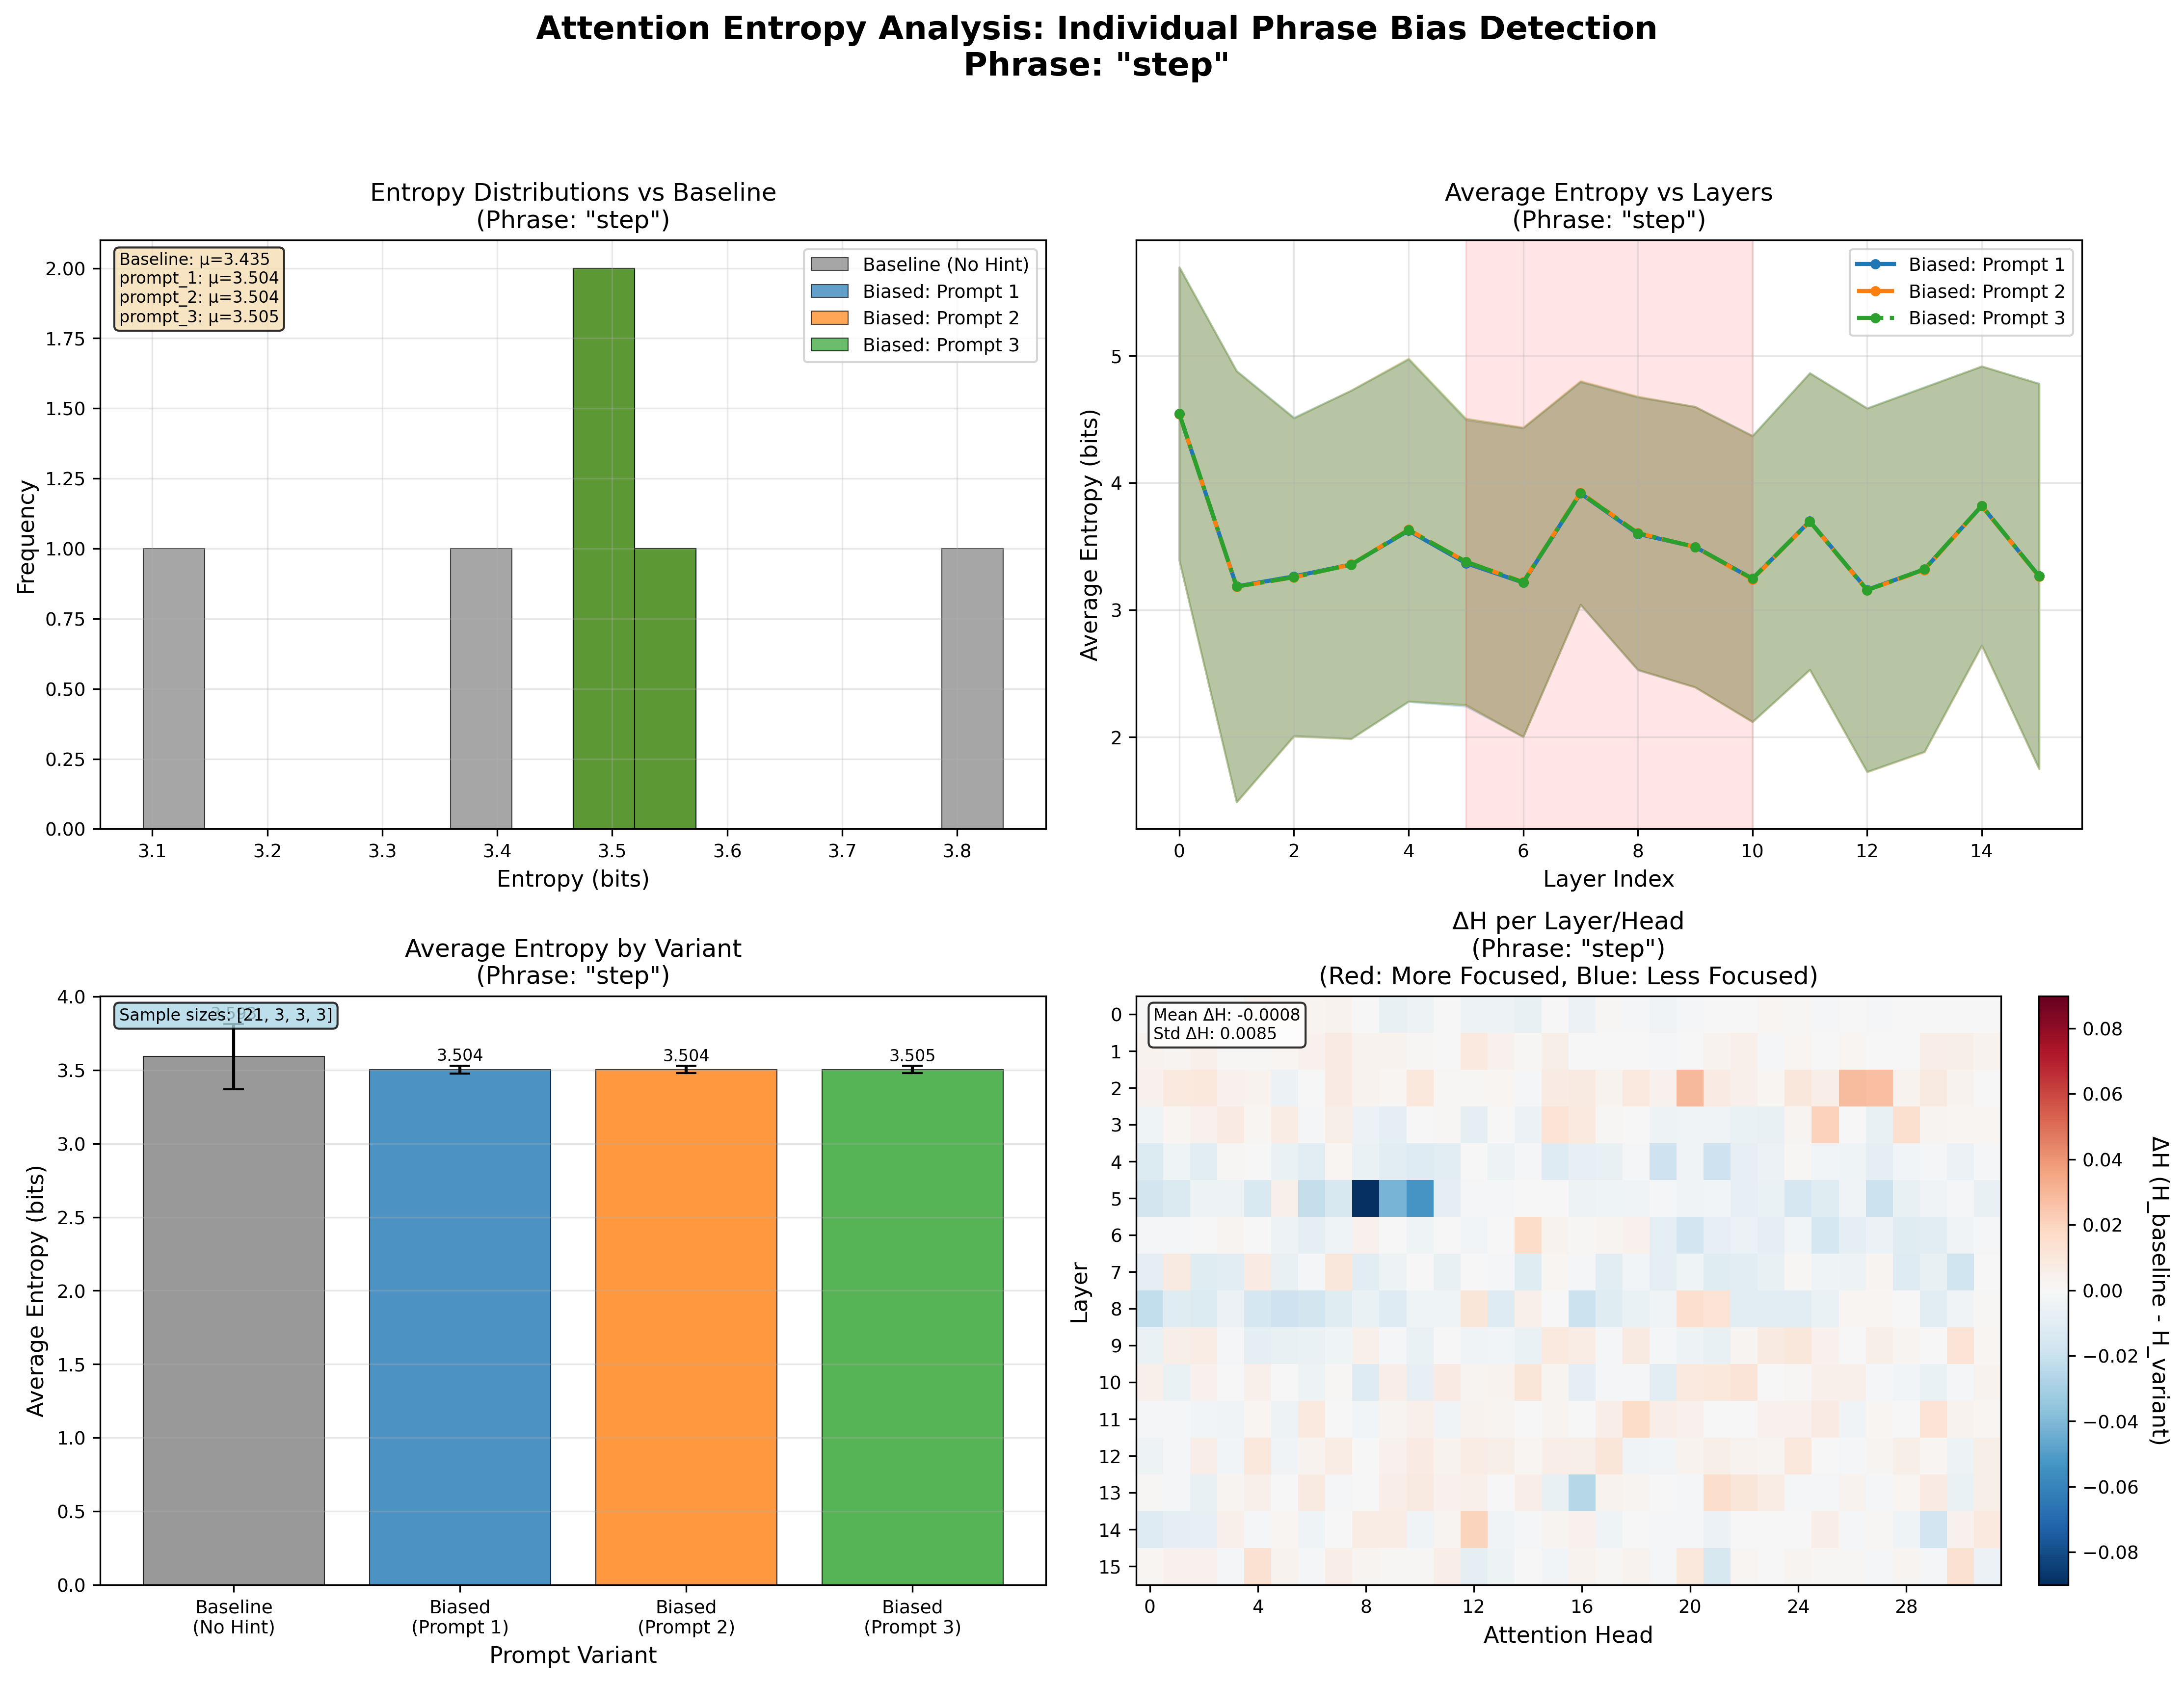 Attention Entropy Analysis: Individual Phrase Bias Detection
Phrase: "step"
Entropy Distributions vs Baseline
(Phrase: "step")
Baseline: μ=3.435
prompt_1: μ=3.504
prompt_2: μ=3.504
prompt_3: μ=3.505
Baseline (No Hint)
Biased: Prompt 1
Biased: Prompt 2
Biased: Prompt 3
Frequency
2.00
1.75
1.50
1.25
1.00
0.75
0.50
0.25
0.00
3.1 3.2 3.3 3.4 3.5 3.6 3.7 3.8
Entropy (bits)
Average Entropy vs Layers
(Phrase: "step")
Biased: Prompt 1
Biased: Prompt 2
Biased: Prompt 3
Average Entropy (bits)
5
4
3
2
0 2 4 6 8 10 12 14
Layer Index
Average Entropy by Variant
(Phrase: "step")
Sample sizes: [21, 3, 3, 3]
3.504 3.504 3.505
Average Entropy (bits)
4.0
3.5
3.0
2.5
2.0
1.5
1.0
0.5
0.0
Baseline Biased Biased Biased
(No Hint) (Prompt 1) (Prompt 2) (Prompt 3)
Prompt Variant
ΔH per Layer/Head
(Phrase: "step")
(Red: More Focused, Blue: Less Focused)
Mean ΔH: -0.0008
Std ΔH: 0.0085
Layer
0
1
2
3
4
5
6
7
8
9
10
11
12
13
14
15
0 4 8 12 16 20 24 28
Attention Head
0.08
0.06
0.04
0.02
0.00
−0.02
−0.04
−0.06
−0.08
ΔH (H_baseline - H_variant)